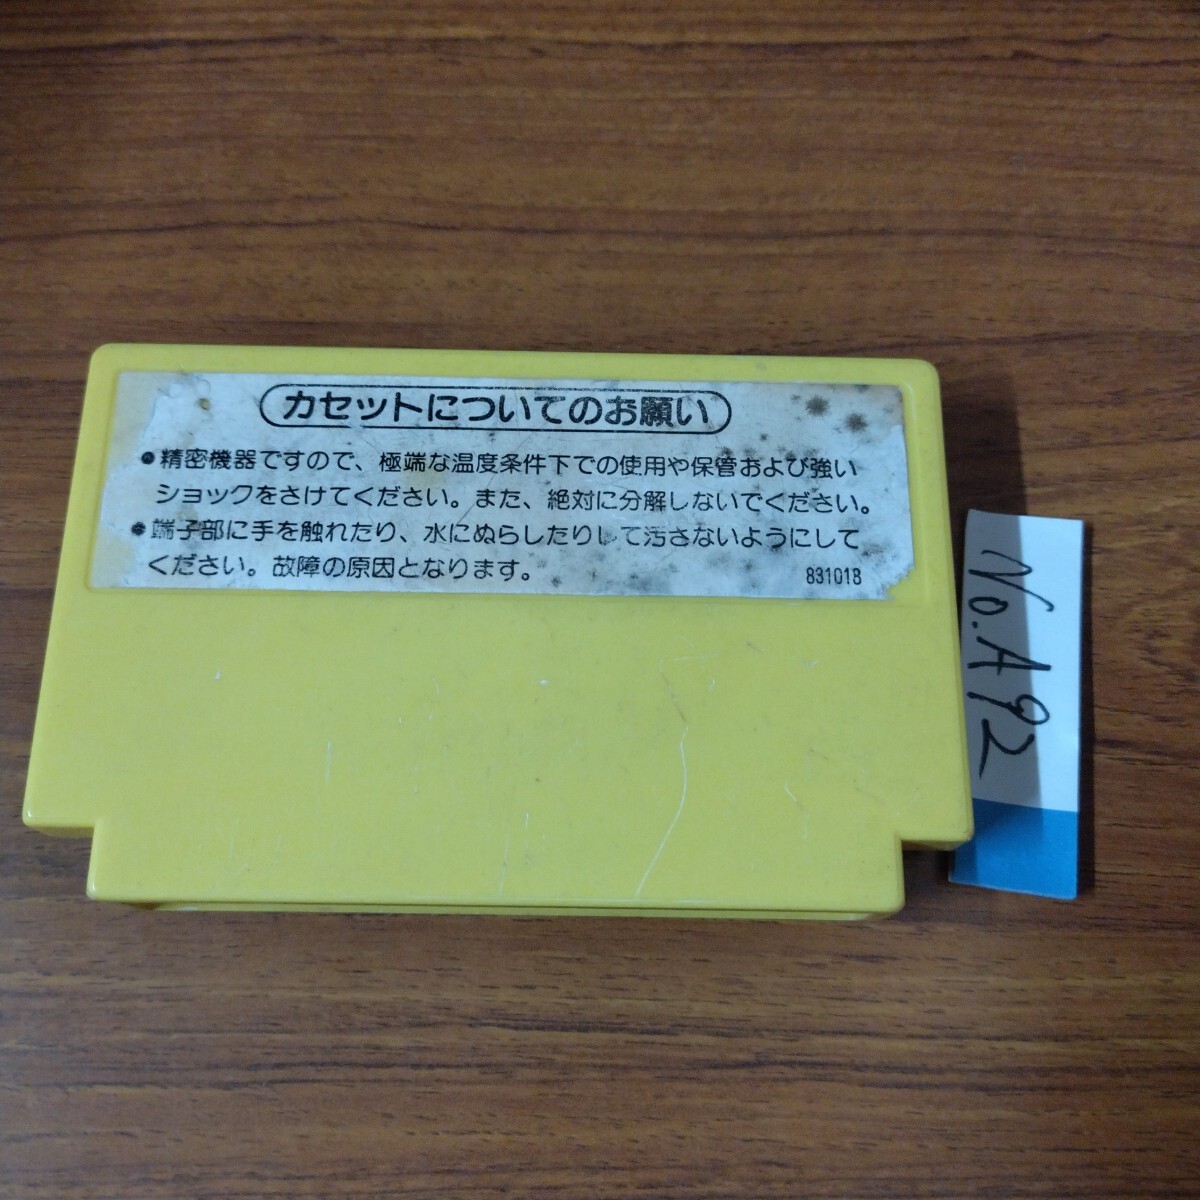 カセットについてのお願い
●精密機器ですので、極端な温度条件下での使用や保管および強い
ショックをさけてください。また、絶対に分解しないでください。
●端子部に手を触れたり、水にぬらしたりして汚さないようにして
ください。故障の原因となります。
831018
No.A92